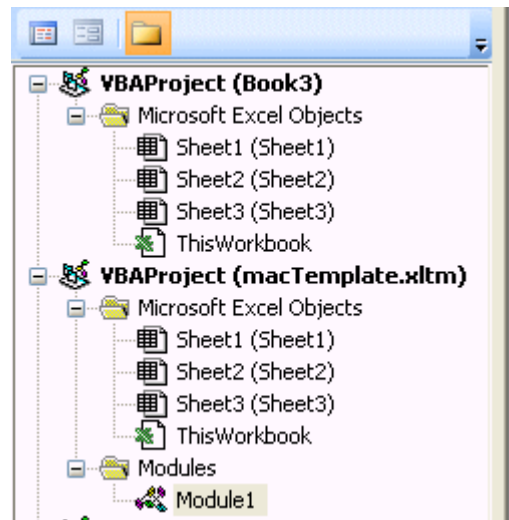 VBAProject (Book3)
Microsoft Excel Objects
Sheet1 (Sheet1)
Sheet2 (Sheet2)
Sheet3 (Sheet3)
ThisWorkbook
VBAProject (macTemplate.xltm)
Microsoft Excel Objects
Sheet1 (Sheet1)
Sheet2 (Sheet2)
Sheet3 (Sheet3)
ThisWorkbook
Modules
Module1